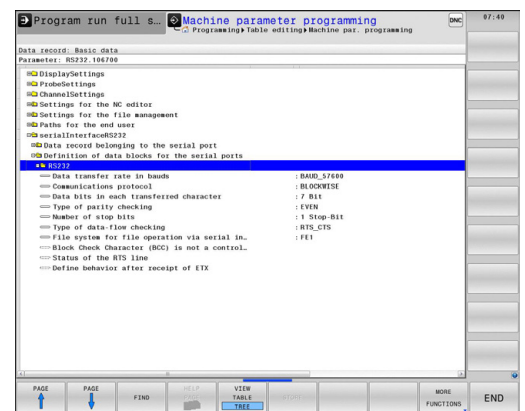 Program run full s…
Machine parameter programming
Programming▸Table editing▸Machine par. programming
DNC
07:40
Data record: Basic data
Parameter: RS232.106700
DisplaySettings
ProbeSettings
ChannelSettings
Settings for the NC editor
Settings for the file management
Paths for the end user
serialInterfaceRS232
Data record belonging to the serial port
Definition of data blocks for the serial ports
RS232
Data transfer rate in bauds :BAUD_57600
Communications protocol :BLOCKWISE
Data bits in each transferred character :7 Bit
Type of parity checking :EVEN
Number of stop bits :1 Stop-Bit
Type of data-flow checking :RTS_CTS
File system for file operation via serial in… :FE1
Block Check Character (BCC) is not a control…
Status of the RTS line
Define behavior after receipt of ETX
PAGE
PAGE
FIND
HELP
VIEW
TABLE
TREE
MORE
FUNCTIONS
END